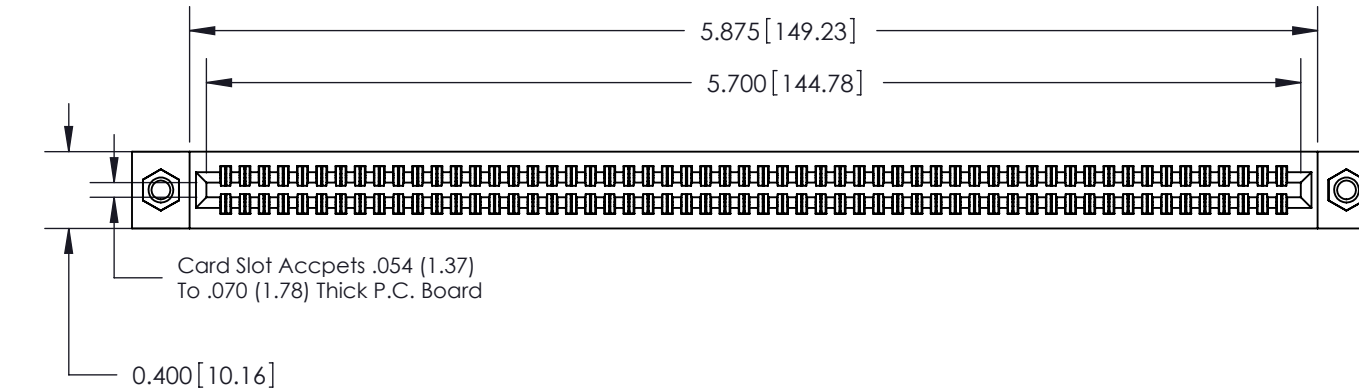 5.875[149.23]
5.700[144.78]
Card Slot Accpets .054 (1.37)
To .070 (1.78) Thick P.C. Board
0.400[10.16]